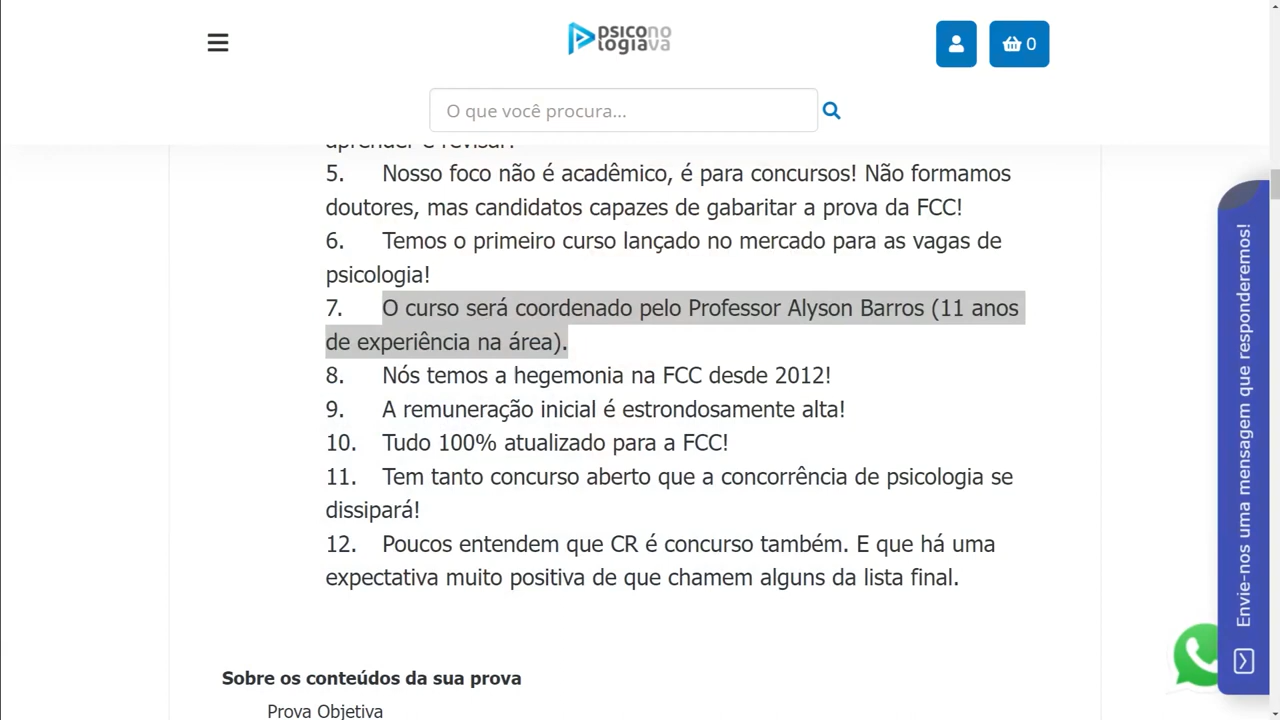 psicono
logiava
0
O que você procura...
aprender e revisar!
5. Nosso foco não é acadêmico, é para concursos! Não formamos
doutores, mas candidatos capazes de gabaritar a prova da FCC!
6. Temos o primeiro curso lançado no mercado para as vagas de
psicologia!
7. O curso será coordenado pelo Professor Alyson Barros (11 anos
de experiência na área).
8. Nós temos a hegemonia na FCC desde 2012!
9. A remuneração inicial é estrondosamente alta!
10. Tudo 100% atualizado para a FCC!
11. Tem tanto concurso aberto que a concorrência de psicologia se
dissipará!
12. Poucos entendem que CR é concurso também. E que há uma
expectativa muito positiva de que chamem alguns da lista final.
Sobre os conteúdos da sua prova
Prova Objetiva
Envie-nos uma mensagem que responderemos!